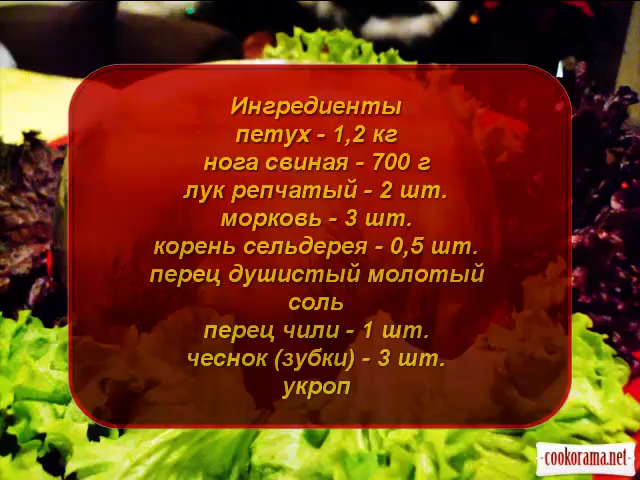 Ингредиенты
петух - 1,2 кг
нога свиная - 700 г
лук репчатый - 2 шт.
морковь - 3 шт.
корень сельдерея - 0,5 шт.
перец душистый молотый
соль
перец чили - 1 шт.
чеснок (зубки) - 3 шт.
укроп
cookorama.net